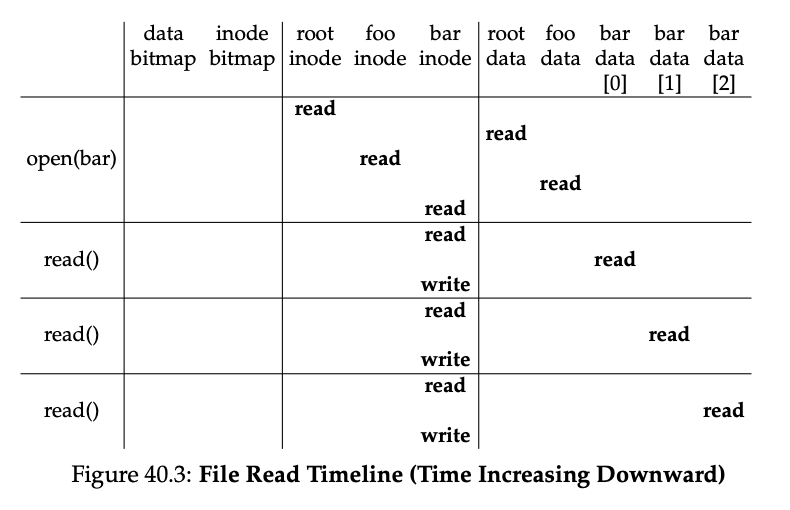 data inode root foo bar root foo bar bar bar
bitmap bitmap inode inode inode data data data data data
[0] [1] [2]
read
read
open(bar) read
read
read
read
read() read
write
read
read() read
write
read
read() read
write
Figure 40.3: File Read Timeline (Time Increasing Downward)